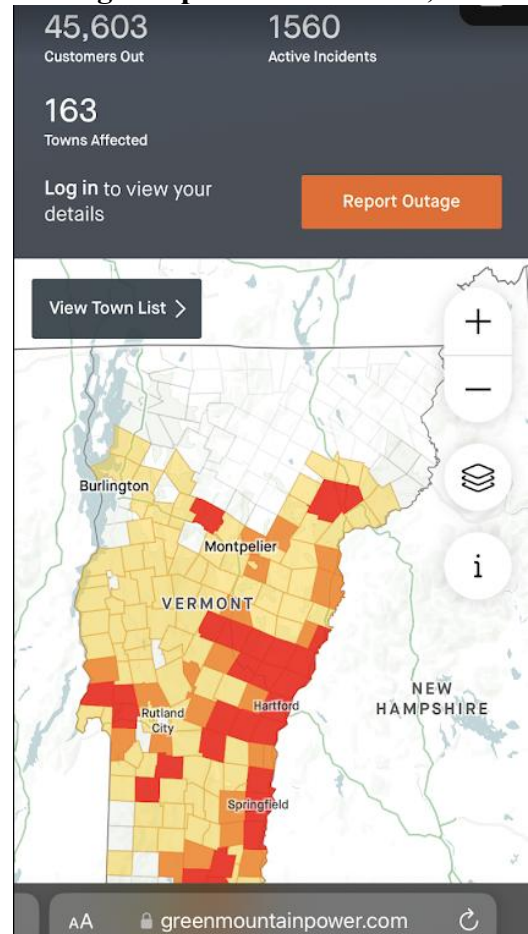 45,603
Customers Out
1560
Active Incidents
163
Towns Affected
Log in to view your
details
Report Outage
View Town List >
+
−
Burlington
Montpelier
i
VERMONT
NEW
HAMPSHIRE
Rutland
City
Hartford
Springfield
AA
greenmountainpower.com